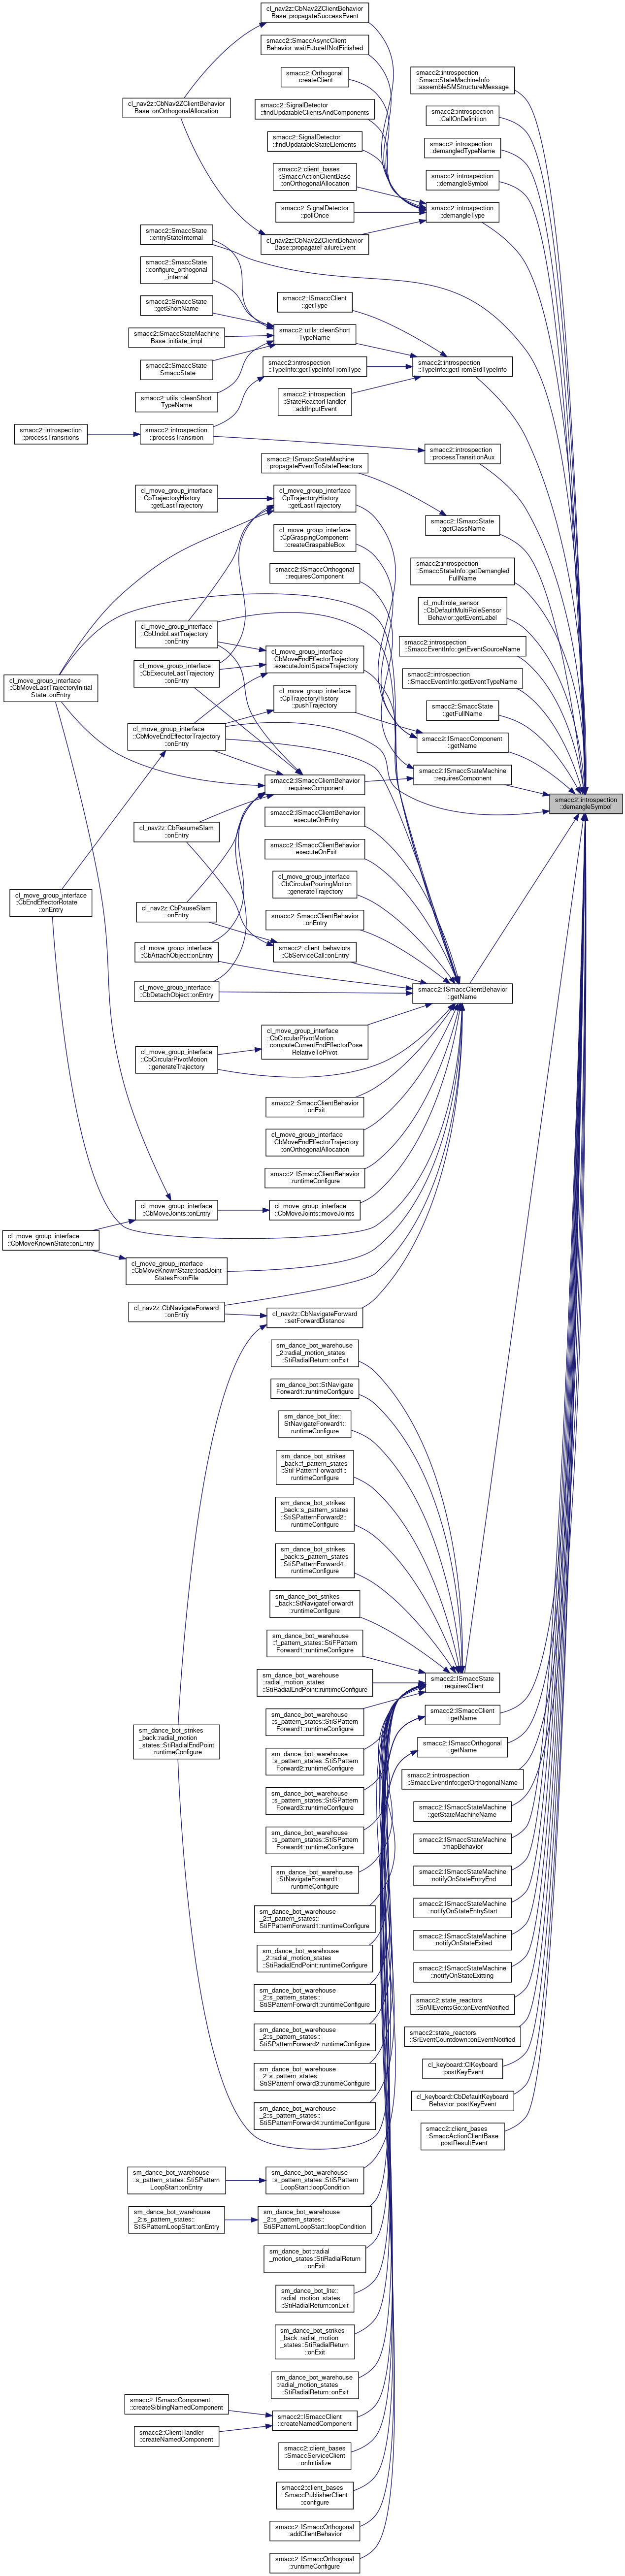 cl_nav2z::CbNav2ZClientBehavior
Base::propagateSuccessEvent
smacc2::SmaccAsyncClient
Behavior::waitFutureIfNotFinished
smacc2::Orthogonal
::createClient
smacc2::introspection
::SmaccStateMachineInfo
::assembleSMStructureMessage
cl_nav2z::CbNav2ZClientBehavior
Base::onOrthogonalAllocation
smacc2::SignalDetector
::findUpdatableClientsAndComponents
smacc2::introspection
::CallOnDefinition
smacc2::SignalDetector
::findUpdatableStateElements
smacc2::introspection
::demangledTypeName
smacc2::client_bases
::SmaccActionClientBase
::onOrthogonalAllocation
smacc2::introspection
::demangleSymbol
smacc2::SignalDetector
::pollOnce
smacc2::introspection
::demangleType
smacc2::SmaccState
::entryStateInternal
cl_nav2z::CbNav2ZClientBehavior
Base::propagateFailureEvent
smacc2::SmaccState
::configure_orthogonal
_internal
smacc2::SmaccState
::getShortName
smacc2::ISmaccClient
::getType
smacc2::SmaccStateMachine
Base::initiate_impl
smacc2::utils::cleanShort
TypeName
smacc2::SmaccState
::SmaccState
smacc2::introspection
::TypeInfo::getTypeInfoFromType
smacc2::introspection
::TypeInfo::getFromStdTypeInfo
smacc2::utils::cleanShort
TypeName
smacc2::introspection
::StateReactorHandler
::addInputEvent
smacc2::introspection
::processTransitions
smacc2::introspection
::processTransition
smacc2::introspection
::processTransitionAux
smacc2::ISmaccStateMachine
::propagateEventToStateReactors
cl_move_group_interface
::CpTrajectoryHistory
::getLastTrajectory
cl_move_group_interface
::CpTrajectoryHistory
::getLastTrajectory
smacc2::ISmaccState
::getClassName
cl_move_group_interface
::CpGraspingComponent
::createGraspableBox
smacc2::ISmaccOrthogonal
::requiresComponent
smacc2::introspection
::SmaccStateInfo::getDemangled
FullName
cl_multirole_sensor
::CbDefaultMultiRoleSensor
Behavior::getEventLabel
cl_move_group_interface
::CbUndoLastTrajectory
::onEntry
smacc2::introspection
::SmaccEventInfo::getEventSourceName
cl_move_group_interface
::CbMoveEndEffectorTrajectory
::executeJointSpaceTrajectory
cl_move_group_interface
::CbExecuteLastTrajectory
::onEntry
smacc2::introspection
::SmaccEventInfo::getEventTypeName
cl_move_group_interface
::CbMoveLastTrajectoryInitial
State::onEntry
cl_move_group_interface
::CpTrajectoryHistory
::pushTrajectory
smacc2::SmaccState
::getFullName
cl_move_group_interface
::CbMoveEndEffectorTrajectory
::onEntry
smacc2::ISmaccComponent
::getName
smacc2::ISmaccClientBehavior
::requiresComponent
smacc2::ISmaccStateMachine
::requiresComponent
smacc2::introspection
::demangleSymbol
smacc2::ISmaccClientBehavior
::executeOnEntry
cl_nav2z::CbResumeSlam
::onEntry
smacc2::ISmaccClientBehavior
::executeOnExit
cl_move_group_interface
::CbCircularPouringMotion
::generateTrajectory
cl_move_group_interface
::CbEndEffectorRotate
::onEntry
cl_nav2z::CbPauseSlam
::onEntry
smacc2::SmaccClientBehavior
::onEntry
cl_move_group_interface
::CbAttachObject::onEntry
smacc2::client_behaviors
::CbServiceCall::onEntry
cl_move_group_interface
::CbDetachObject::onEntry
smacc2::ISmaccClientBehavior
::getName
cl_move_group_interface
::CbCircularPivotMotion
::computeCurrentEndEffectorPose
RelativeToPivot
cl_move_group_interface
::CbCircularPivotMotion
::generateTrajectory
smacc2::SmaccClientBehavior
::onExit
cl_move_group_interface
::CbMoveEndEffectorTrajectory
::onOrthogonalAllocation
smacc2::ISmaccClientBehavior
::runtimeConfigure
cl_move_group_interface
::CbMoveJoints::onEntry
cl_move_group_interface
::CbMoveJoints::moveJoints
cl_move_group_interface
::CbMoveKnownState::onEntry
cl_move_group_interface
::CbMoveKnownState::loadJoint
StatesFromFile
cl_nav2z::CbNavigateForward
::onEntry
cl_nav2z::CbNavigateForward
::setForwardDistance
sm_dance_bot_warehouse
_2::radial_motion_states
::StiRadialReturn::onExit
sm_dance_bot::StNavigate
Forward1::runtimeConfigure
sm_dance_bot_lite::
StNavigateForward1::
runtimeConfigure
sm_dance_bot_strikes
_back::f_pattern_states
::StiFPatternForward1::
runtimeConfigure
sm_dance_bot_strikes
_back::s_pattern_states
::StiSPatternForward2::
runtimeConfigure
sm_dance_bot_strikes
_back::s_pattern_states
::StiSPatternForward4::
runtimeConfigure
sm_dance_bot_strikes
_back::StNavigateForward1
::runtimeConfigure
sm_dance_bot_warehouse
::f_pattern_states::StiFPattern
Forward1::runtimeConfigure
sm_dance_bot_warehouse
::radial_motion_states
::StiRadialEndPoint::runtimeConfigure
smacc2::ISmaccState
::requiresClient
sm_dance_bot_warehouse
::s_pattern_states::StiSPattern
Forward1::runtimeConfigure
smacc2::ISmaccClient
::getName
sm_dance_bot_strikes
_back::radial_motion
_states::StiRadialEndPoint
::runtimeConfigure
sm_dance_bot_warehouse
::s_pattern_states::StiSPattern
Forward2::runtimeConfigure
smacc2::ISmaccOrthogonal
::getName
smacc2::introspection
::SmaccEventInfo::getOrthogonalName
sm_dance_bot_warehouse
::s_pattern_states::StiSPattern
Forward3::runtimeConfigure
smacc2::ISmaccStateMachine
::getStateMachineName
sm_dance_bot_warehouse
::s_pattern_states::StiSPattern
Forward4::runtimeConfigure
smacc2::ISmaccStateMachine
::mapBehavior
sm_dance_bot_warehouse
::StNavigateForward1::
runtimeConfigure
smacc2::ISmaccStateMachine
::notifyOnStateEntryEnd
smacc2::ISmaccStateMachine
::notifyOnStateEntryStart
sm_dance_bot_warehouse
_2::f_pattern_states::
StiFPatternForward1::runtimeConfigure
smacc2::ISmaccStateMachine
::notifyOnStateExited
sm_dance_bot_warehouse
_2::radial_motion_states
::StiRadialEndPoint::runtimeConfigure
smacc2::ISmaccStateMachine
::notifyOnStateExitting
sm_dance_bot_warehouse
_2::s_pattern_states::
StiSPatternForward1::runtimeConfigure
smacc2::state_reactors
::SrAllEventsGo::onEventNotified
sm_dance_bot_warehouse
_2::s_pattern_states::
StiSPatternForward2::runtimeConfigure
smacc2::state_reactors
::SrEventCountdown::onEventNotified
sm_dance_bot_warehouse
_2::s_pattern_states::
StiSPatternForward3::runtimeConfigure
cl_keyboard::ClKeyboard
::postKeyEvent
cl_keyboard::CbDefaultKeyboard
Behavior::postKeyEvent
sm_dance_bot_warehouse
_2::s_pattern_states::
StiSPatternForward4::runtimeConfigure
smacc2::client_bases
::SmaccActionClientBase
::postResultEvent
sm_dance_bot_warehouse
::s_pattern_states::StiSPattern
LoopStart::onEntry
sm_dance_bot_warehouse
::s_pattern_states::StiSPattern
LoopStart::loopCondition
sm_dance_bot_warehouse
_2::s_pattern_states::
StiSPatternLoopStart::onEntry
sm_dance_bot_warehouse
_2::s_pattern_states::
StiSPatternLoopStart::loopCondition
sm_dance_bot::radial
_motion_states::StiRadialReturn
::onExit
sm_dance_bot_lite::
radial_motion_states
::StiRadialReturn::onExit
sm_dance_bot_strikes
_back::radial_motion
_states::StiRadialReturn
::onExit
sm_dance_bot_warehouse
::radial_motion_states
::StiRadialReturn::onExit
smacc2::ISmaccComponent
::createSiblingNamedComponent
smacc2::ISmaccClient
::createNamedComponent
smacc2::ClientHandler
::createNamedComponent
smacc2::client_bases
::SmaccServiceClient
::onInitialize
smacc2::client_bases
::SmaccPublisherClient
::configure
smacc2::ISmaccOrthogonal
::addClientBehavior
smacc2::ISmaccOrthogonal
::runtimeConfigure